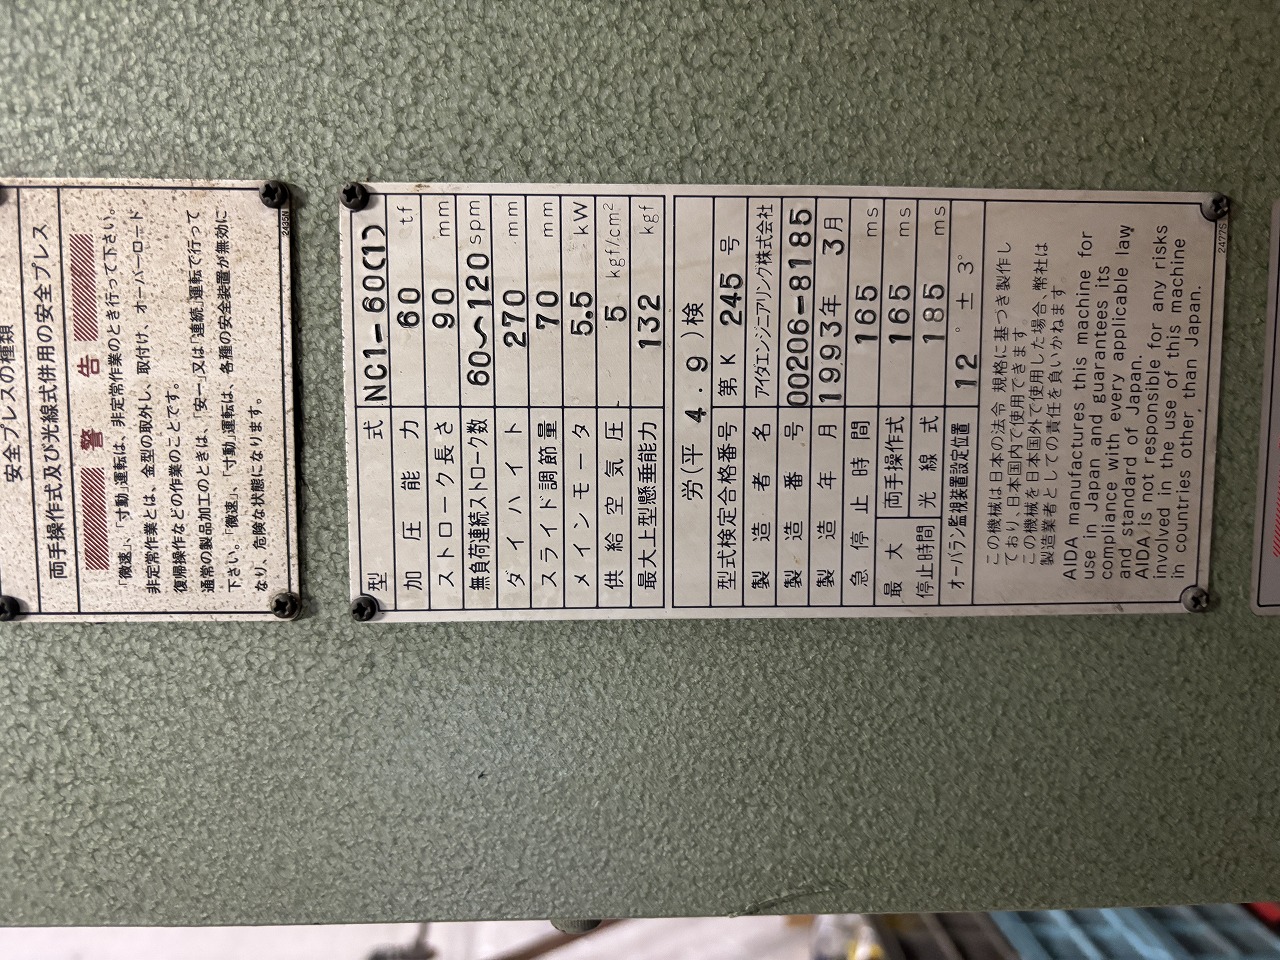 安全プレスの種類
両手操作式及び光線式併用の安全プレス
警 告
「微速」、「寸動」運転は、非定常作業のとき行って下さい。
非定常作業とは、金型の取外し、取付け、オーバーロード
復帰操作などの作業のことです。
通常の製品加工のときは、「安一」又は「連続」運転で行って
下さい。「微速」、「寸動」運転は、各種の安全装置が無効に
なり、危険な状態になります。
2435N
型式 NC1-60(1)
加圧能力 60 tf
ストローク長さ 90 mm
無負荷連続ストローク数 60~120 spm
ダイハイト 270 mm
スライド調節量 70 mm
メインモータ 5.5 kW
供給空気圧 5 kgf/cm²
最大上型懸垂能力 132 kgf
労(平 4.9)検
型式検定合格番号 第 K 245 号
製造者名 アイダエンジニアリング株式会社
製造番号 00206-8185
製造年月 1993年 3月
急停止時間 165 ms
最大停止時間 両手操作式 165 ms
光線式 185 ms
オーバラン監視装置設定位置 12° ± 3°
この機械は日本の法令 規格に基づき製作し
ており、日本国内で使用できます
この機械を日本国外で使用した場合、弊社は
製造業者としての責任を負いかねます
AIDA manufactures this machine for
use in Japan and guarantees its
compliance with every applicable law
and standard of Japan.
AIDA is not responsible for any risks
involved in the use of this machine
in countries other than Japan.
2477S